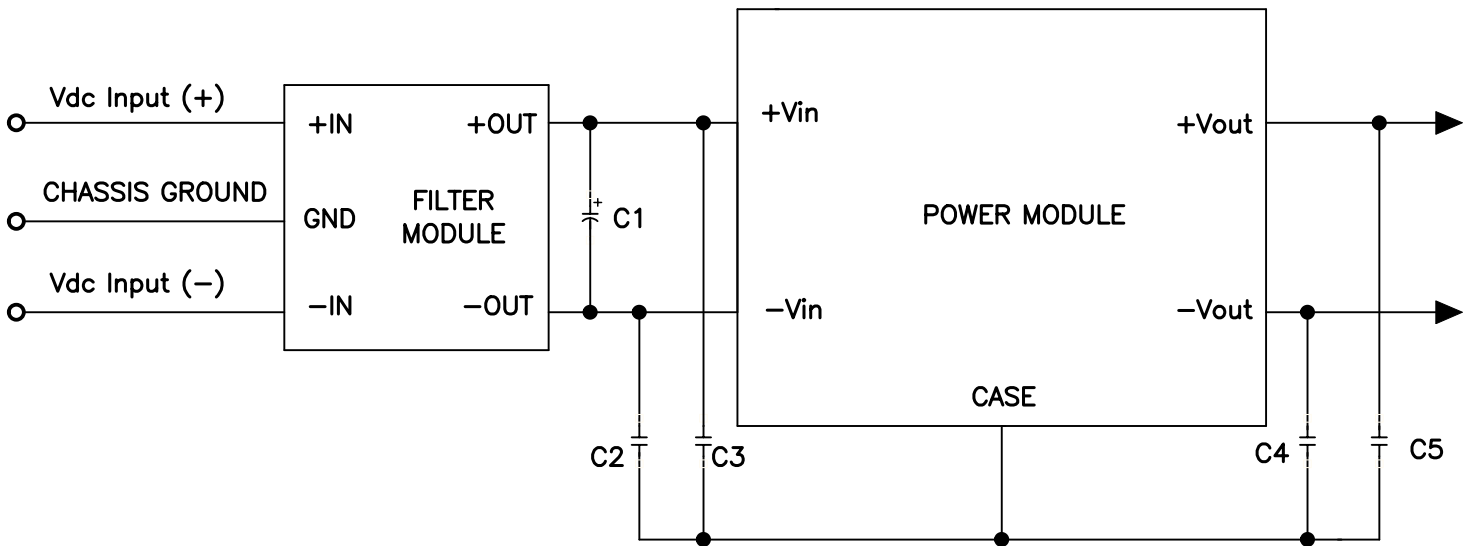 Vdc Input (+)
+IN
+OUT
+Vin
+Vout
CHASSIS GROUND
GND
FILTER
MODULE
+
C1
POWER MODULE
Vdc Input (−)
−IN
−OUT
−Vin
−Vout
CASE
C2
C3
C4
C5